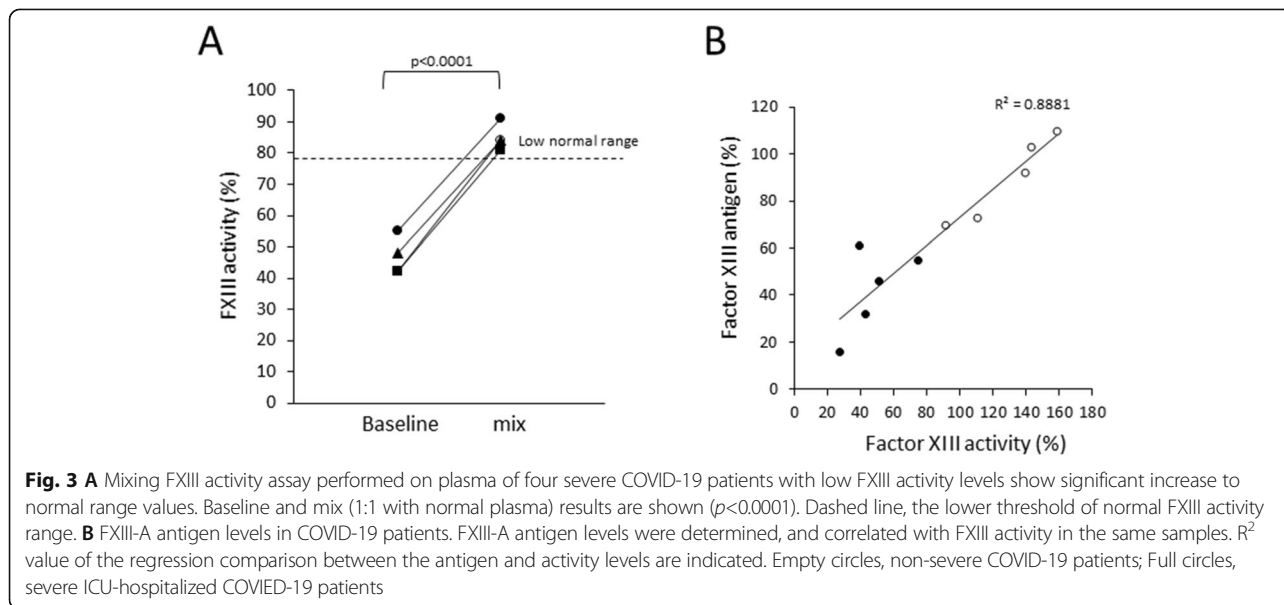 A
p<0.0001
100
90
80
70
60
50
40
30
20
10
0
FXIII activity (%)
Low normal range
Baseline mix
B
R² = 0.8881
120
100
80
60
40
20
0
Factor XIII antigen (%)
0 20 40 60 80 100 120 140 160 180
Factor XIII activity (%)
Fig. 3 A Mixing FXIII activity assay performed on plasma of four severe COVID-19 patients with low FXIII activity levels show significant increase to
normal range values. Baseline and mix (1:1 with normal plasma) results are shown (p<0.0001). Dashed line, the lower threshold of normal FXIII activity
range. B FXIII-A antigen levels in COVID-19 patients. FXIII-A antigen levels were determined, and correlated with FXIII activity in the same samples. R²
value of the regression comparison between the antigen and activity levels are indicated. Empty circles, non-severe COVID-19 patients; Full circles,
severe ICU-hospitalized COVIED-19 patients